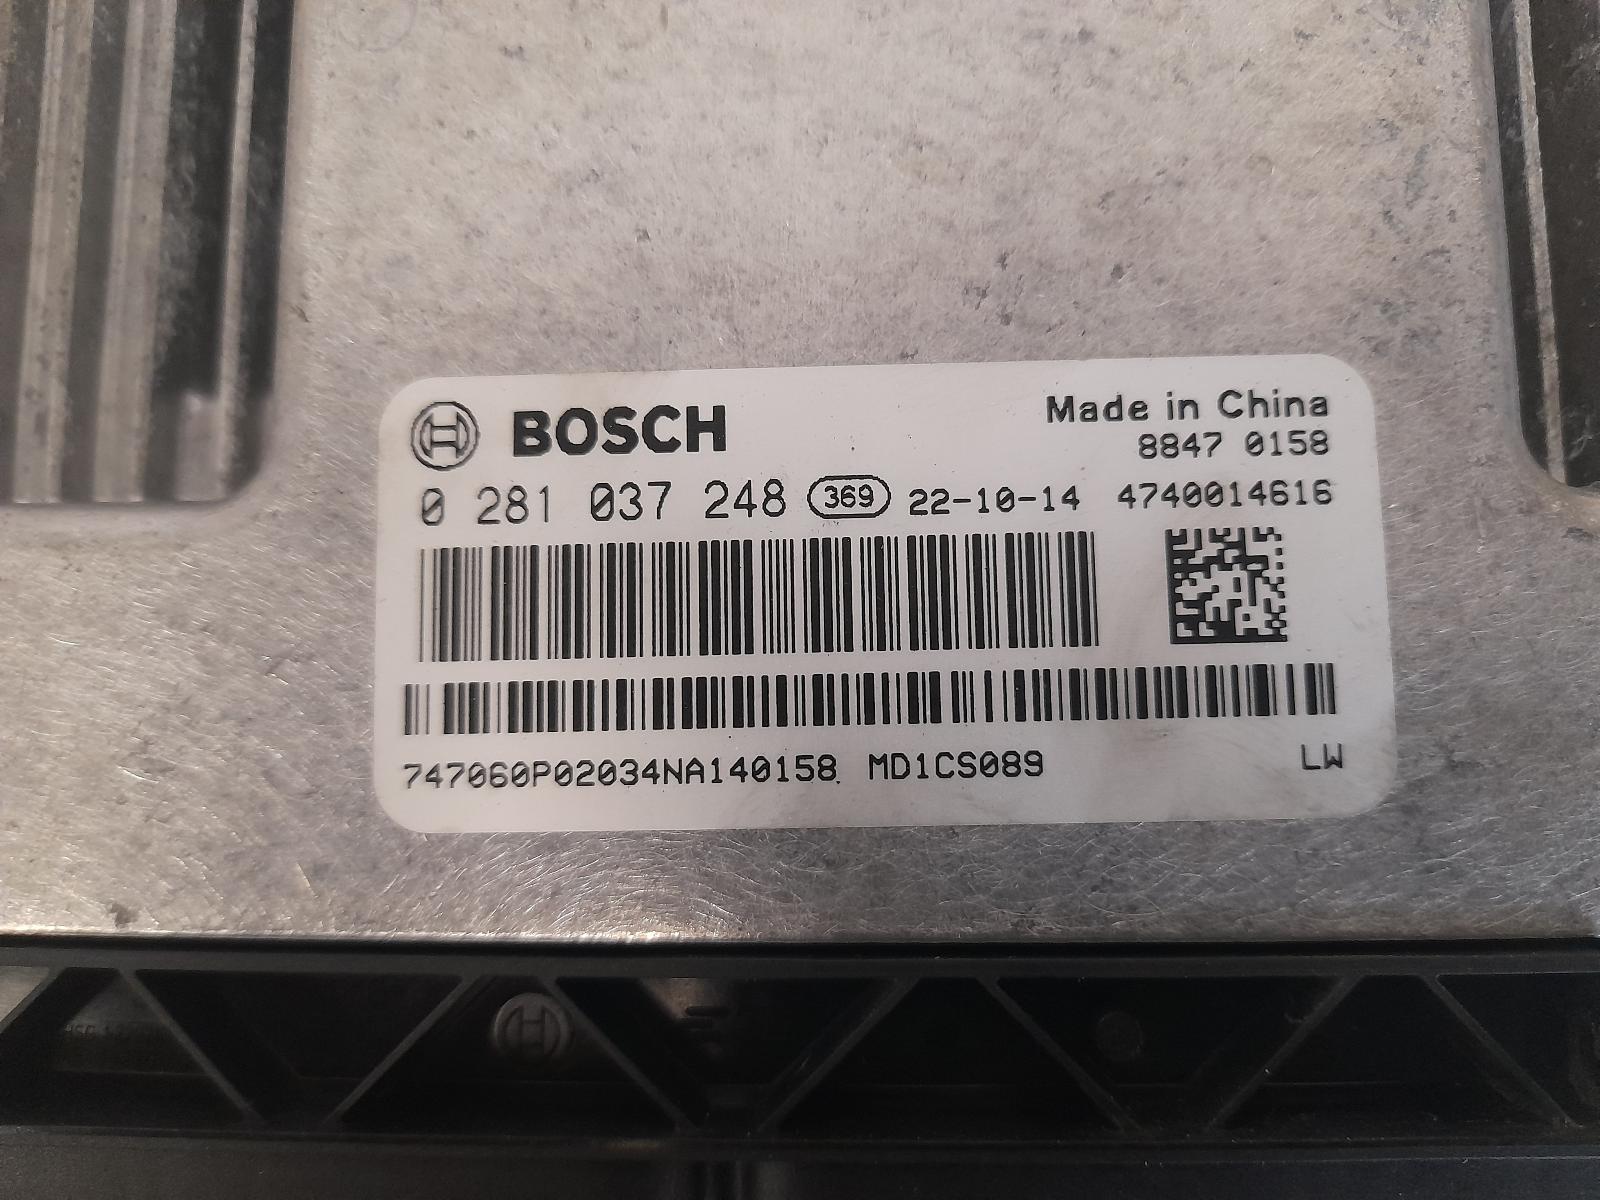 BOSCH
Made in China
8847 0158
0 281 037 248 369 22-10-14 4740014616
747060P02034NA140158 MD1CS089 LW